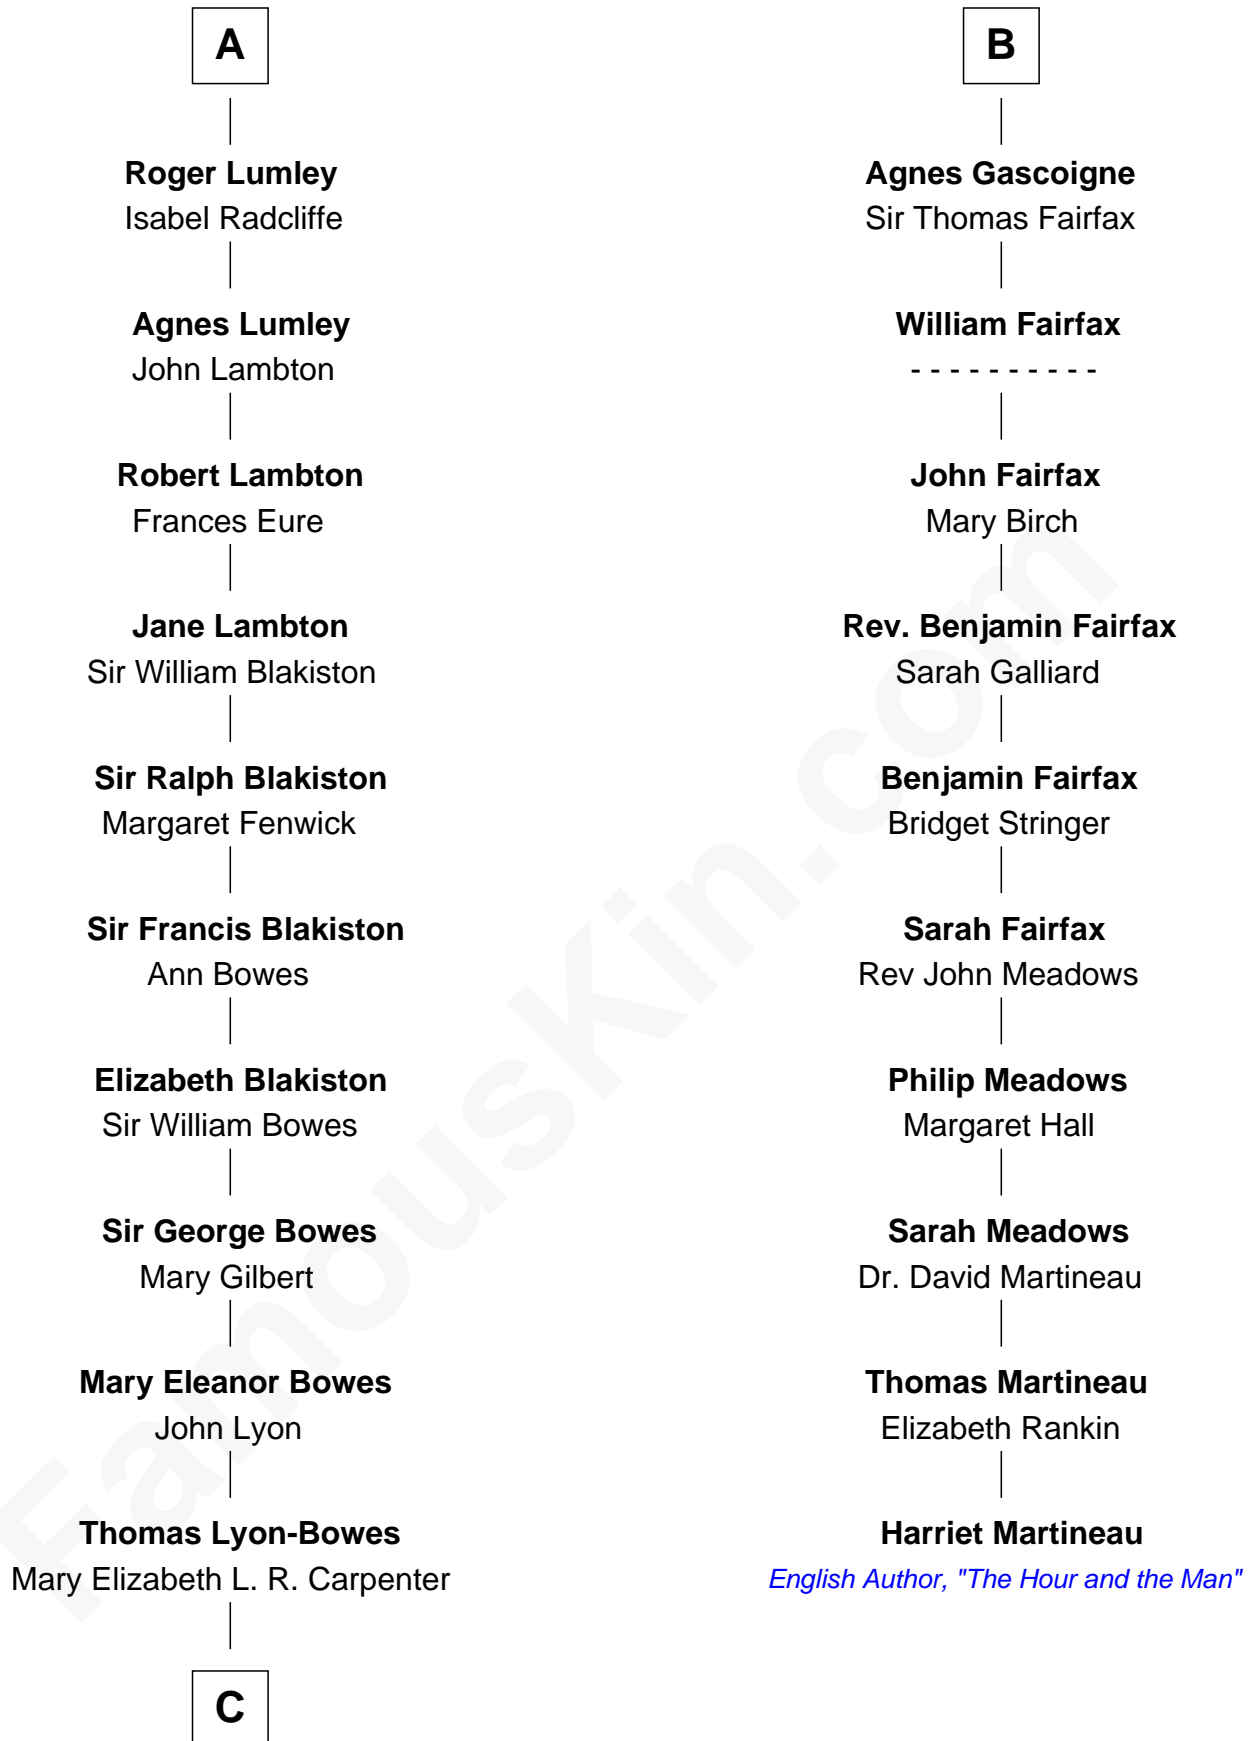 A
Roger Lumley
Isabel Radcliffe
Agnes Lumley
John Lambton
Robert Lambton
Frances Eure
Jane Lambton
Sir William Blakiston
Sir Ralph Blakiston
Margaret Fenwick
Sir Francis Blakiston
Ann Bowes
Elizabeth Blakiston
Sir William Bowes
Sir George Bowes
Mary Gilbert
Mary Eleanor Bowes
John Lyon
Thomas Lyon-Bowes
Mary Elizabeth L. R. Carpenter
C
B
Agnes Gascoigne
Sir Thomas Fairfax
William Fairfax
- - - - - - - - - -
John Fairfax
Mary Birch
Rev. Benjamin Fairfax
Sarah Galliard
Benjamin Fairfax
Bridget Stringer
Sarah Fairfax
Rev John Meadows
Philip Meadows
Margaret Hall
Sarah Meadows
Dr. David Martineau
Thomas Martineau
Elizabeth Rankin
Harriet Martineau
English Author, "The Hour and the Man"
FamousKin.com